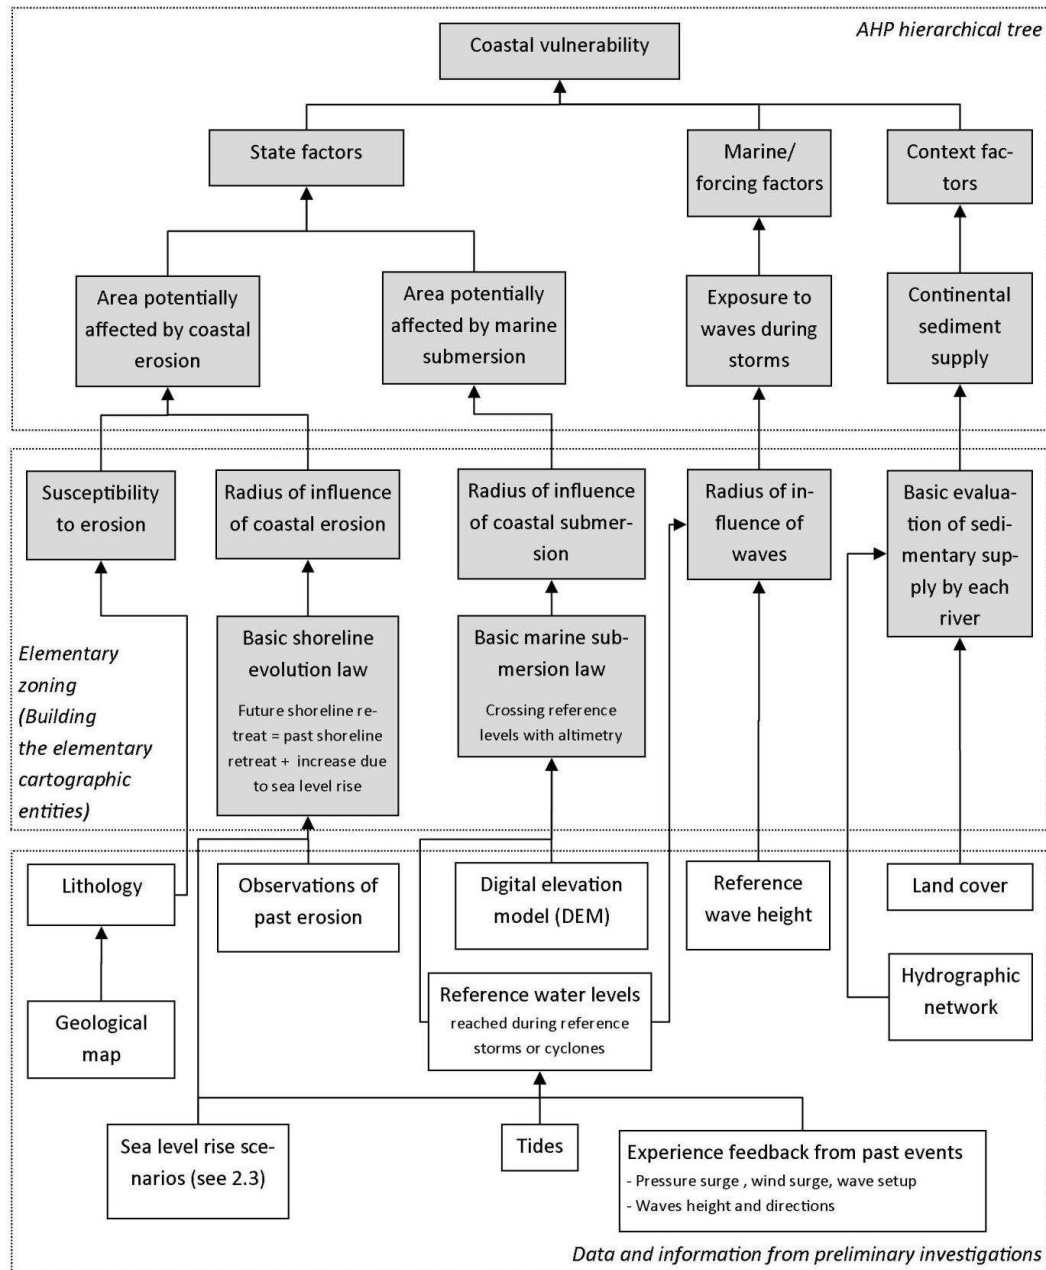 AHP hierarchical tree
Coastal vulnerability
State factors
Marine/
forcing factors
Context fac-
tors
Area potentially
affected by coastal
erosion
Area potentially
affected by marine
submersion
Exposure to
waves during
storms
Continental
sediment
supply
Susceptibility
to erosion
Radius of influence
of coastal erosion
Radius of influence
of coastal submer-
sion
Radius of in-
fluence of
waves
Basic evalua-
tion of sedi-
mentary sup-
ply by each
river
Elementary
zoning
(Building
the elementary
cartographic
entities)
Basic shoreline
evolution law
Future shoreline re-
treat = past shoreline
retreat + increase due
to sea level rise
Basic marine sub-
mersion law
Crossing reference
levels with altimetry
Lithology
Observations of
past erosion
Digital elevation
model (DEM)
Reference
wave height
Land cover
Geological
map
Reference water levels
reached during reference
storms or cyclones
Hydrographic
network
Sea level rise sce-
narios (see 2.3)
Tides
Experience feedback from past events
- Pressure surge , wind surge, wave setup
- Waves height and directions
Data and information from preliminary investigations